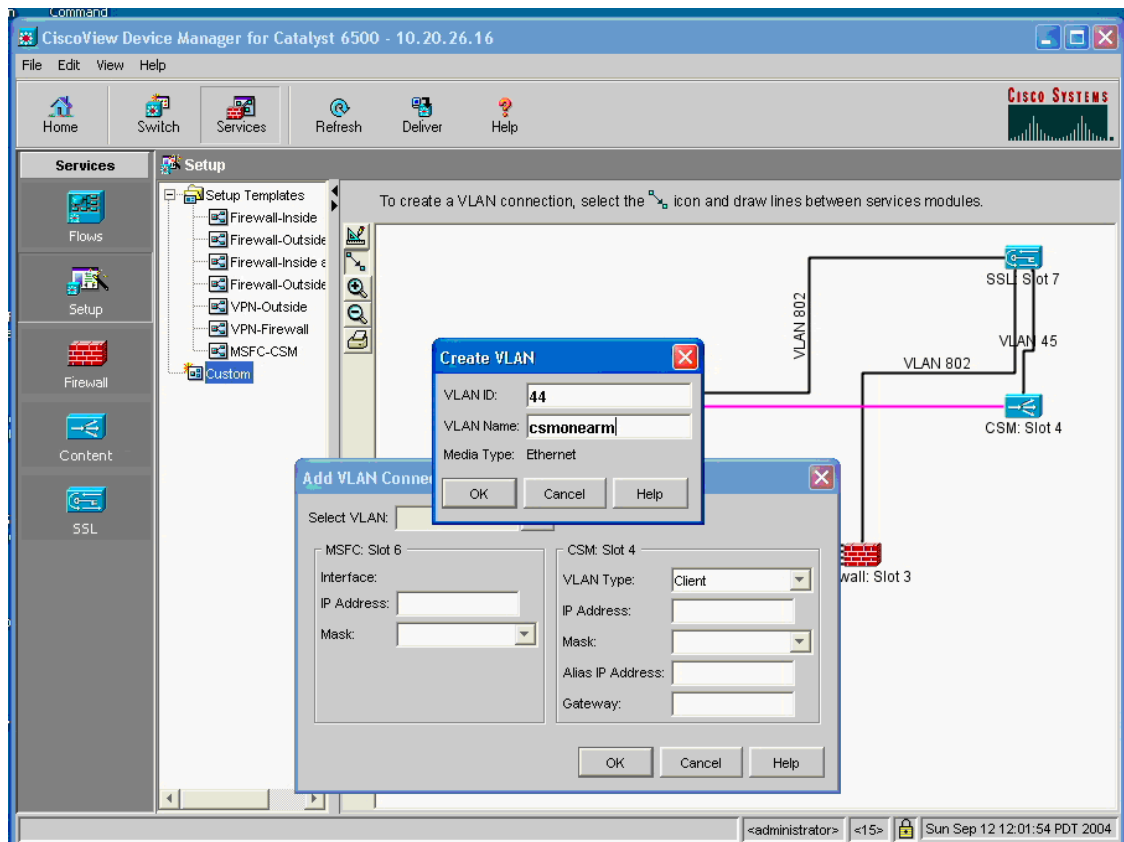 Command
CiscoView Device Manager for Catalyst 6500 - 10.20.26.16
File Edit View Help
Home Switch Services Refresh Deliver Help
CISCO SYSTEMS
Services
Setup
Flows
Setup
Firewall
Content
SSL
Setup Templates
Firewall-Inside
Firewall-Outside
Firewall-Inside
Firewall-Outside
VPN-Outside
VPN-Firewall
MSFC-CSM
Custom
To create a VLAN connection, select the icon and draw lines between services modules.
SSL: Slot 7
VLAN 802
VLAN 45
VLAN 802
CSM: Slot 4
wall: Slot 3
Create VLAN
VLAN ID: 44
VLAN Name: csmonearm
Media Type: Ethernet
OK Cancel Help
Add VLAN Conne
Select VLAN:
MSFC: Slot 6
Interface:
IP Address:
Mask:
CSM: Slot 4
VLAN Type: Client
IP Address:
Mask:
Alias IP Address:
Gateway:
OK Cancel Help
<administrator> <15> Sun Sep 12 12:01:54 PDT 2004